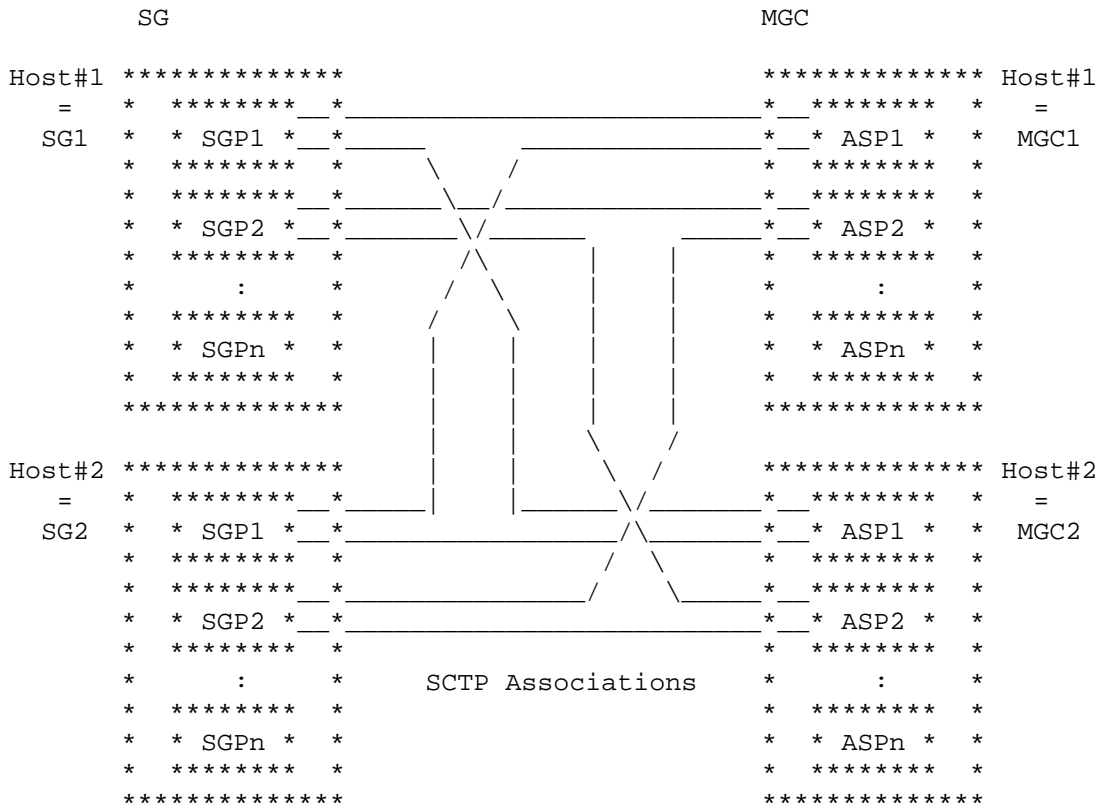 SG MGC
Host#1 Host#1
= =
SG1 SGP1 ASP1 MGC1
SGP2 ASP2
: :
SGPn ASPn
Host#2 Host#2
= =
SG2 SGP1 ASP1 MGC2
SGP2 ASP2
: SCTP Associations :
SGPn ASPn